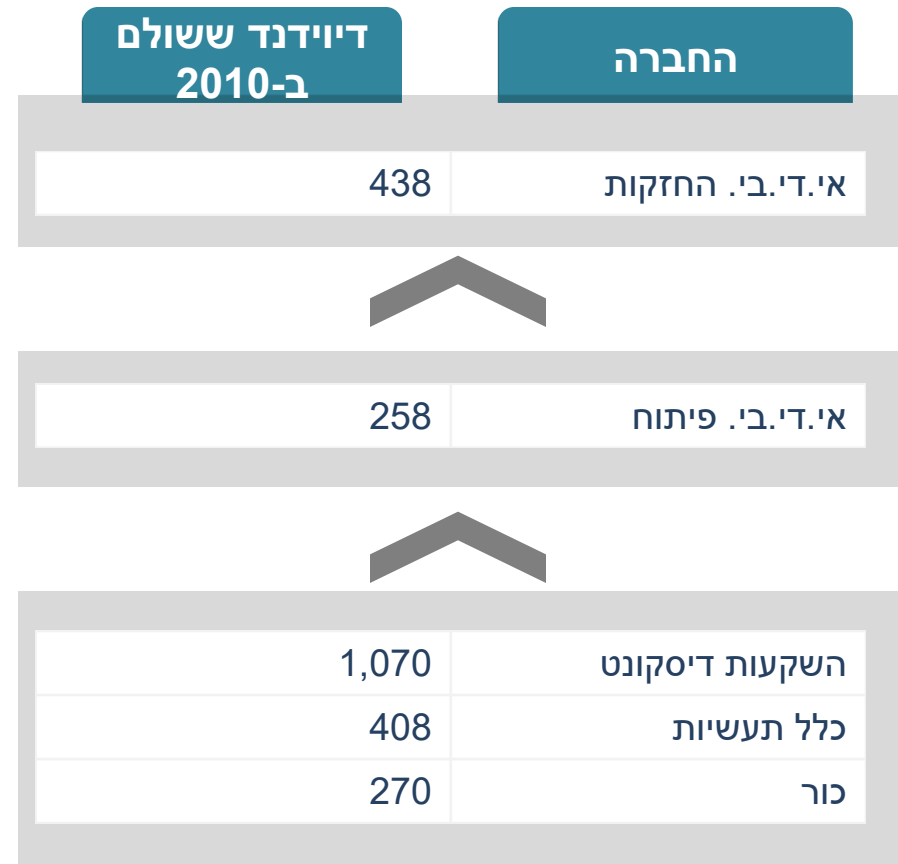 החברה
דיווידנד ששולם
ב-2010
אי.די.בי. החזקות 438
אי.די.בי. פיתוח 258
השקעות דיסקונט 1,070
כלל תעשיות 408
כור 270